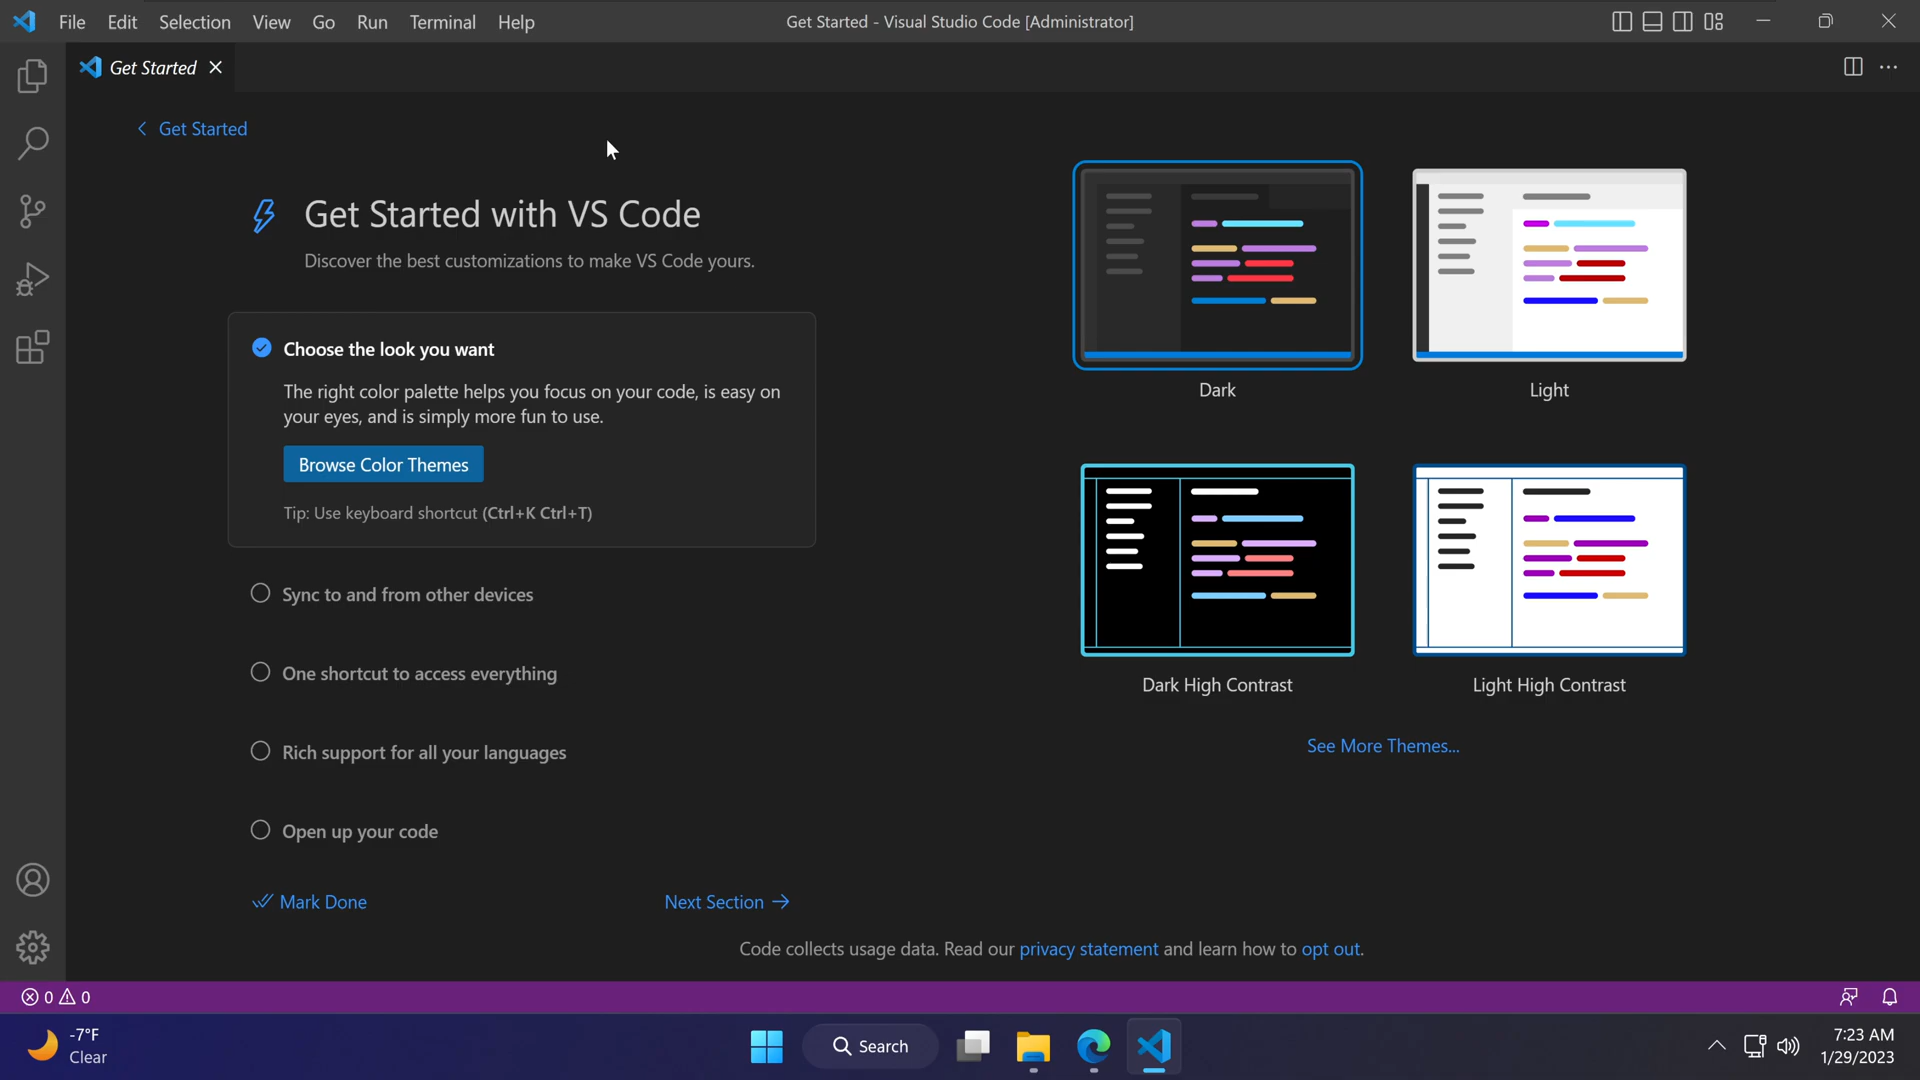 File Edit Selection View Go Run Terminal Help
Get Started - Visual Studio Code [Administrator]
Get Started
Get Started
Get Started with VS Code
Discover the best customizations to make VS Code yours.
Choose the look you want
The right color palette helps you focus on your code, is easy on
your eyes, and is simply more fun to use.
Browse Color Themes
Tip: Use keyboard shortcut (Ctrl+K Ctrl+T)
Sync to and from other devices
One shortcut to access everything
Rich support for all your languages
Open up your code
Mark Done
Next Section
Dark
Light
Dark High Contrast
Light High Contrast
See More Themes...
Code collects usage data. Read our privacy statement and learn how to opt out.
0 0
-7°F
Clear
Search
7:23 AM
1/29/2023